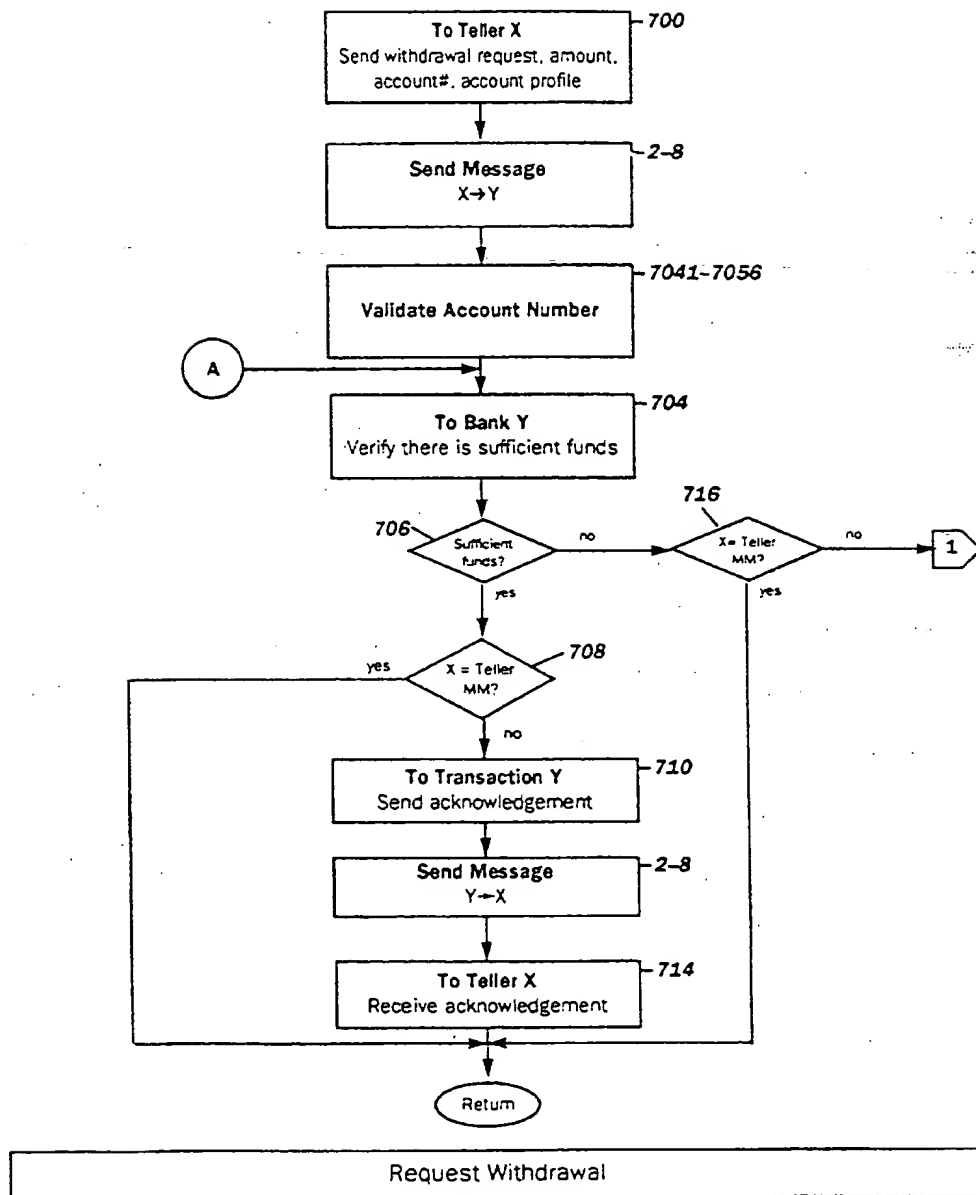 700
To Teller X
Send withdrawal request, amount,
account#, account profile
2-8
Send Message
X→Y
7041-7056
Validate Account Number
A
704
To Bank Y
Verify there is sufficient funds
706
Sufficient
funds?
no
716
X= Teller
MM?
no
1
yes
yes
yes
708
X = Teller
MM?
no
710
To Transaction Y
Send acknowledgement
2-8
Send Message
Y→X
714
To Teller X
Receive acknowledgement
Return
Request Withdrawal